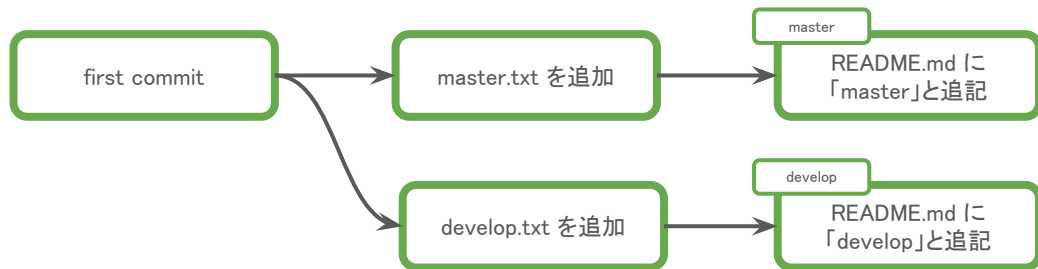 first commit
master.txt を追加
master
README.md に
「master」と追記
develop.txt を追加
develop
README.md に
「develop」と追記